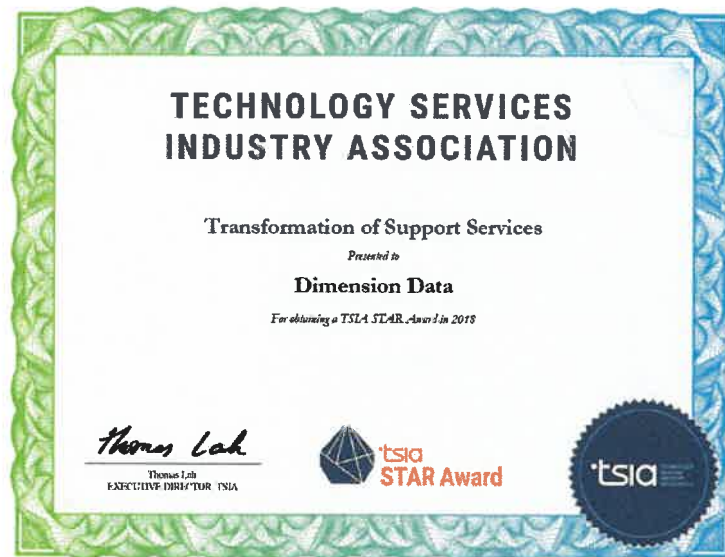 TECHNOLOGY SERVICES
INDUSTRY ASSOCIATION
Transformation of Support Services
Presented to
Dimension Data
For obtaining a TSIA STAR Award in 2018
Thomas Lah
Thomas Lah
EXECUTIVE DIRECTOR TSIA
tsia
STAR Award
tsia